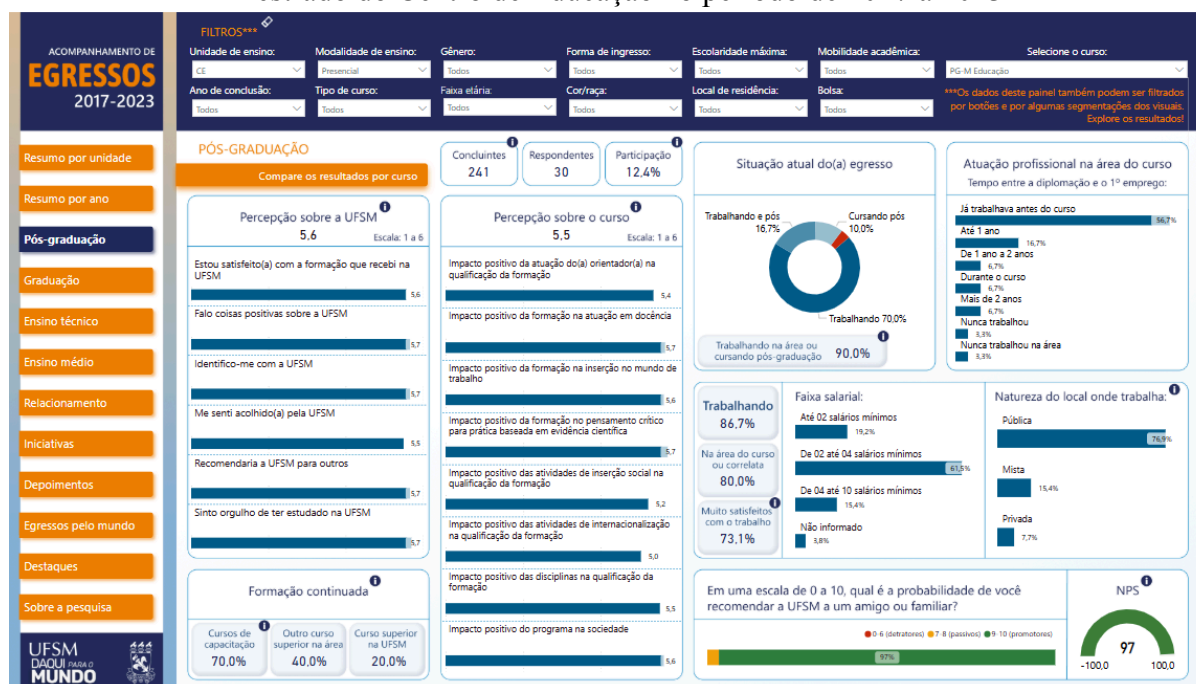 ACOMPANHAMENTO DE
EGRESSOS
2017-2023
FILTROS***
Unidade de ensino: Modalidade de ensino: Gênero: Forma de ingresso: Escolaridade máxima: Mobilidade acadêmica: Selecione o curso:
CE Presencial Todos Todos Todos Todos PG-M Educação
Ano de conclusão: Tipo de curso: Faixa etária: Cor/raça: Local de residência: Bolsa:
Todos Todos Todos Todos Todos Todos
***Os dados deste painel também podem ser filtrados
por botões e por algumas segmentações dos visuais.
Explore os resultados!
Resumo por unidade
Resumo por ano
Pós-graduação
Graduação
Ensino técnico
Ensino médio
Relacionamento
Iniciativas
Depoimentos
Egressos pelo mundo
Destaques
Sobre a pesquisa
UFSM
DAQUI PARA O
MUNDO
PÓS-GRADUAÇÃO
Compare os resultados por curso
Concluintes
241
Respondentes
30
Participação
12,4%
Percepção sobre a UFSM
5,6
Escala: 1 a 6
Estou satisfeito(a) com a formação que recebi na
UFSM
5,6
Falo coisas positivas sobre a UFSM
5,7
Identifico-me com a UFSM
5,7
Me senti acolhido(a) pela UFSM
5,5
Recomendaria a UFSM para outros
5,7
Sinto orgulho de ter estudado na UFSM
5,7
Formação continuada
Cursos de
capacitação
70,0%
Outro curso
superior na área
40,0%
Curso superior
na UFSM
20,0%
Percepção sobre o curso
5,5
Escala: 1 a 6
Impacto positivo da atuação do(a) orientador(a) na
qualificação da formação
5,4
Impacto positivo da formação na atuação em docência
5,7
Impacto positivo da formação na inserção no mundo de
trabalho
5,6
Impacto positivo da formação no pensamento crítico
para prática baseada em evidência científica
5,7
Impacto positivo das atividades de inserção social na
qualificação da formação
5,2
Impacto positivo das atividades de internacionalização
na qualificação da formação
5,0
Impacto positivo das disciplinas na qualificação da
formação
5,5
Impacto positivo do programa na sociedade
5,6
Situação atual do(a) egresso
Trabalhando e pós
16,7%
Cursando pós
10,0%
Trabalhando 70,0%
Trabalhando na área ou
cursando pós-graduação
90,0%
Atuação profissional na área do curso
Tempo entre a diplomação e o 1º emprego:
Já trabalhava antes do curso
56,7%
Até 1 ano
16,7%
De 1 ano a 2 anos
6,7%
Durante o curso
6,7%
Mais de 2 anos
6,7%
Nunca trabalhou
3,3%
Nunca trabalhou na área
3,3%
Trabalhando
86,7%
Na área do curso
ou correlata
80,0%
Muito satisfeitos
com o trabalho
73,1%
Faixa salarial:
Até 02 salários mínimos
19,2%
De 02 até 04 salários mínimos
61,5%
De 04 até 10 salários mínimos
15,4%
Não informado
3,8%
Natureza do local onde trabalha:
Pública
76,9%
Mista
15,4%
Privada
7,7%
Em uma escala de 0 a 10, qual é a probabilidade de você
recomendar a UFSM a um amigo ou familiar?
0-6 (detratores) 7-8 (passivos) 9-10 (promotores)
97%
NPS
97
-100,0 100,0